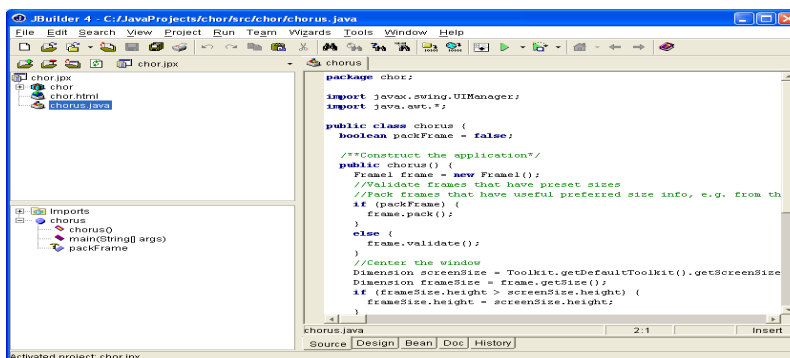 JBuilder 4 - C:/JavaProjects/chor/src/chor/chorus.java
File Edit Search View Project Run Team Wizards Tools Window Help
chor.jpx
chorus
chor.jpx
chor
chor.html
chorus.java
package chor;
import javax.swing.UIManager;
import java.awt.*;
public class chorus {
boolean packFrame = false;
/**Construct the application*/
public chorus() {
Frame1 frame = new Frame1();
//Validate frames that have preset sizes
//Pack frames that have useful preferred size info, e.g. from th
if (packFrame) {
frame.pack();
}
else {
frame.validate();
}
//Center the window
Dimension screenSize = Toolkit.getDefaultToolkit().getScreenSize
Dimension frameSize = frame.getSize();
if (frameSize.height > screenSize.height) {
frameSize.height = screenSize.height;
}
Imports
chorus
chorus()
main(String[] args)
packFrame
chorus.java 2:1 Insert
Source Design Bean Doc History
Activated project: chor.jpx